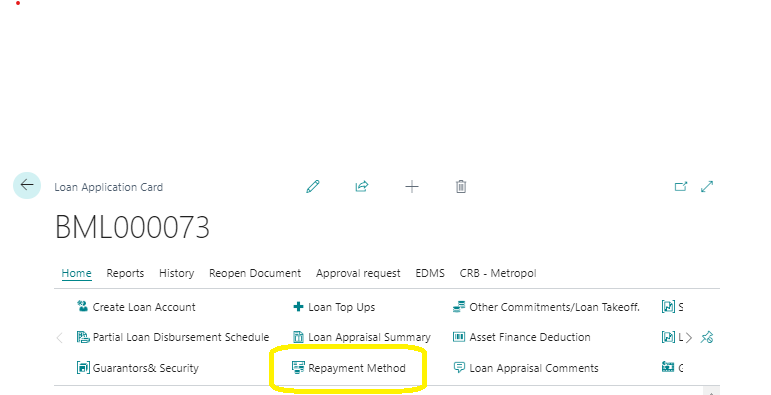 Loan Application Card
BML000073
Home Reports History Reopen Document Approval request EDMS CRB - Metropol
Create Loan Account Loan Top Ups Other Commitments/Loan Takeoff.
Partial Loan Disbursement Schedule Loan Appraisal Summary Asset Finance Deduction
Guarantors& Security Repayment Method Loan Appraisal Comments